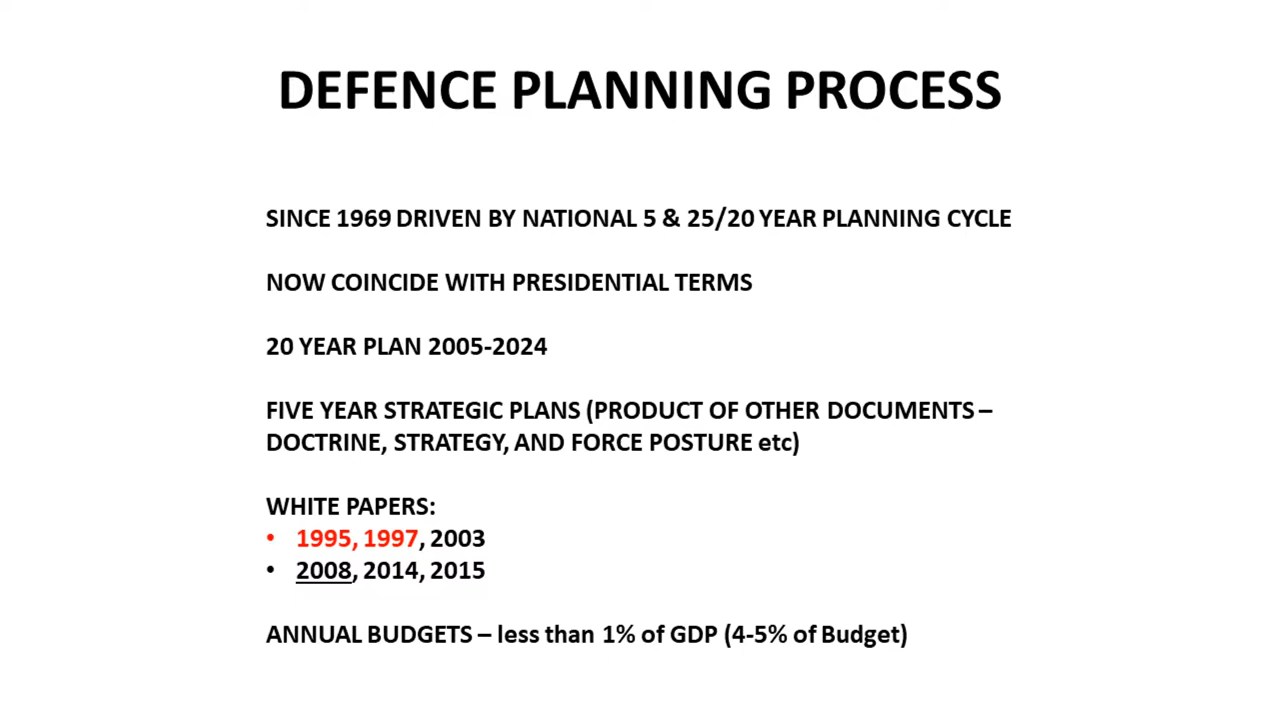 DEFENCE PLANNING PROCESS
SINCE 1969 DRIVEN BY NATIONAL 5 & 25/20 YEAR PLANNING CYCLE
NOW COINCIDE WITH PRESIDENTIAL TERMS
20 YEAR PLAN 2005-2024
FIVE YEAR STRATEGIC PLANS (PRODUCT OF OTHER DOCUMENTS –
DOCTRINE, STRATEGY, AND FORCE POSTURE etc)
WHITE PAPERS:
• 1995, 1997, 2003
• 2008, 2014, 2015
ANNUAL BUDGETS – less than 1% of GDP (4-5% of Budget)